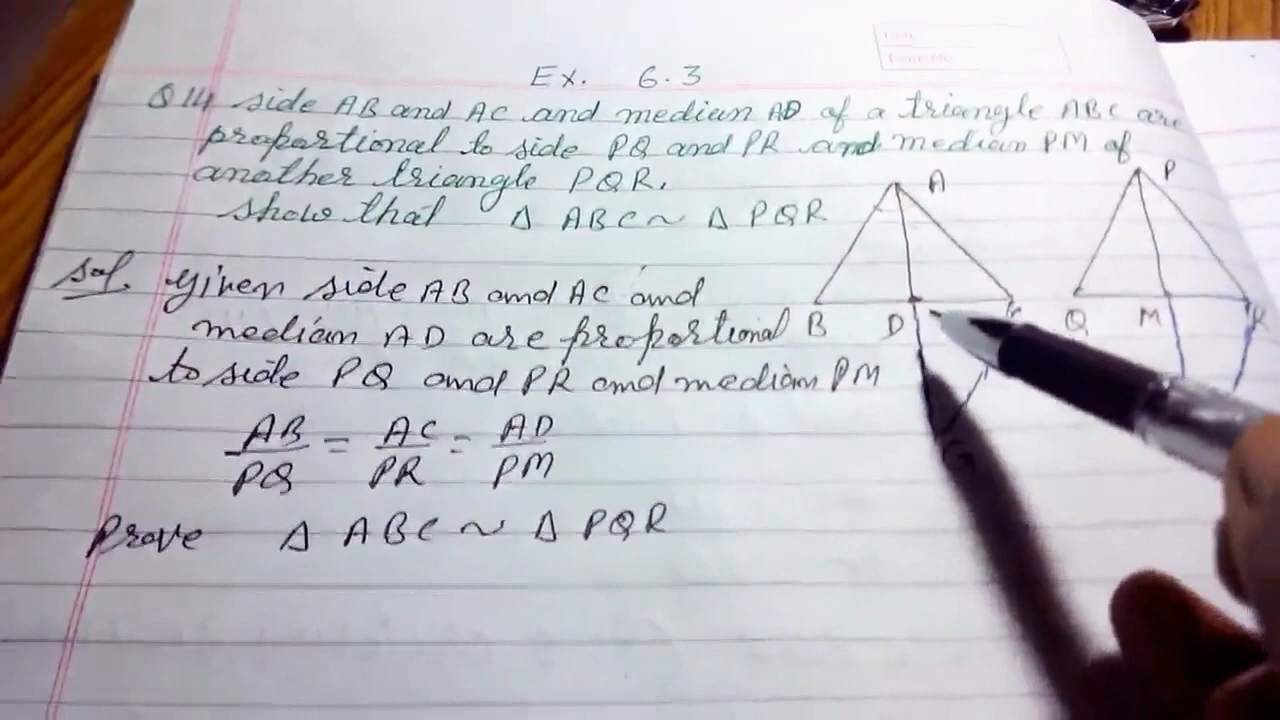 Ex. 6.3
Q 14 side AB and AC and median AD of a triangle ABC are
proportional to side PQ and PR and median PM of
another triangle PQR.
show that Δ ABC ~ Δ PQR
A
P
Sol. Given side AB and AC and
median AD are proportional
B D C Q M R
to side PQ and PR and median PM
AB/PQ = AC/PR = AD/PM
G
Prove Δ ABC ~ Δ PQR